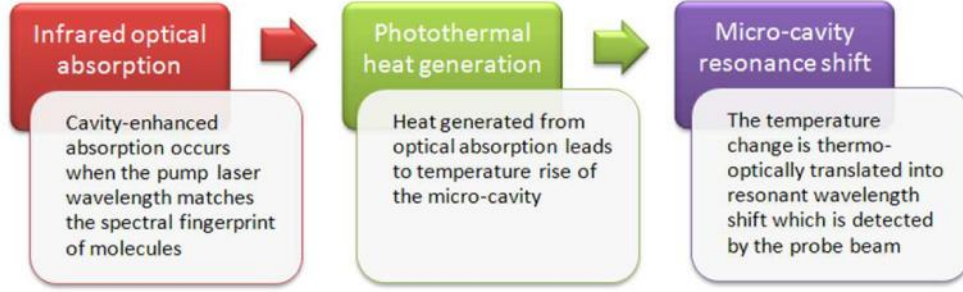 Infrared optical
absorption
Cavity-enhanced
absorption occurs
when the pump laser
wavelength matches
the spectral fingerprint
of molecules
Photothermal
heat generation
Heat generated from
optical absorption leads
to temperature rise of
the micro-cavity
Micro-cavity
resonance shift
The temperature
change is thermo-
optically translated into
resonant wavelength
shift which is detected
by the probe beam